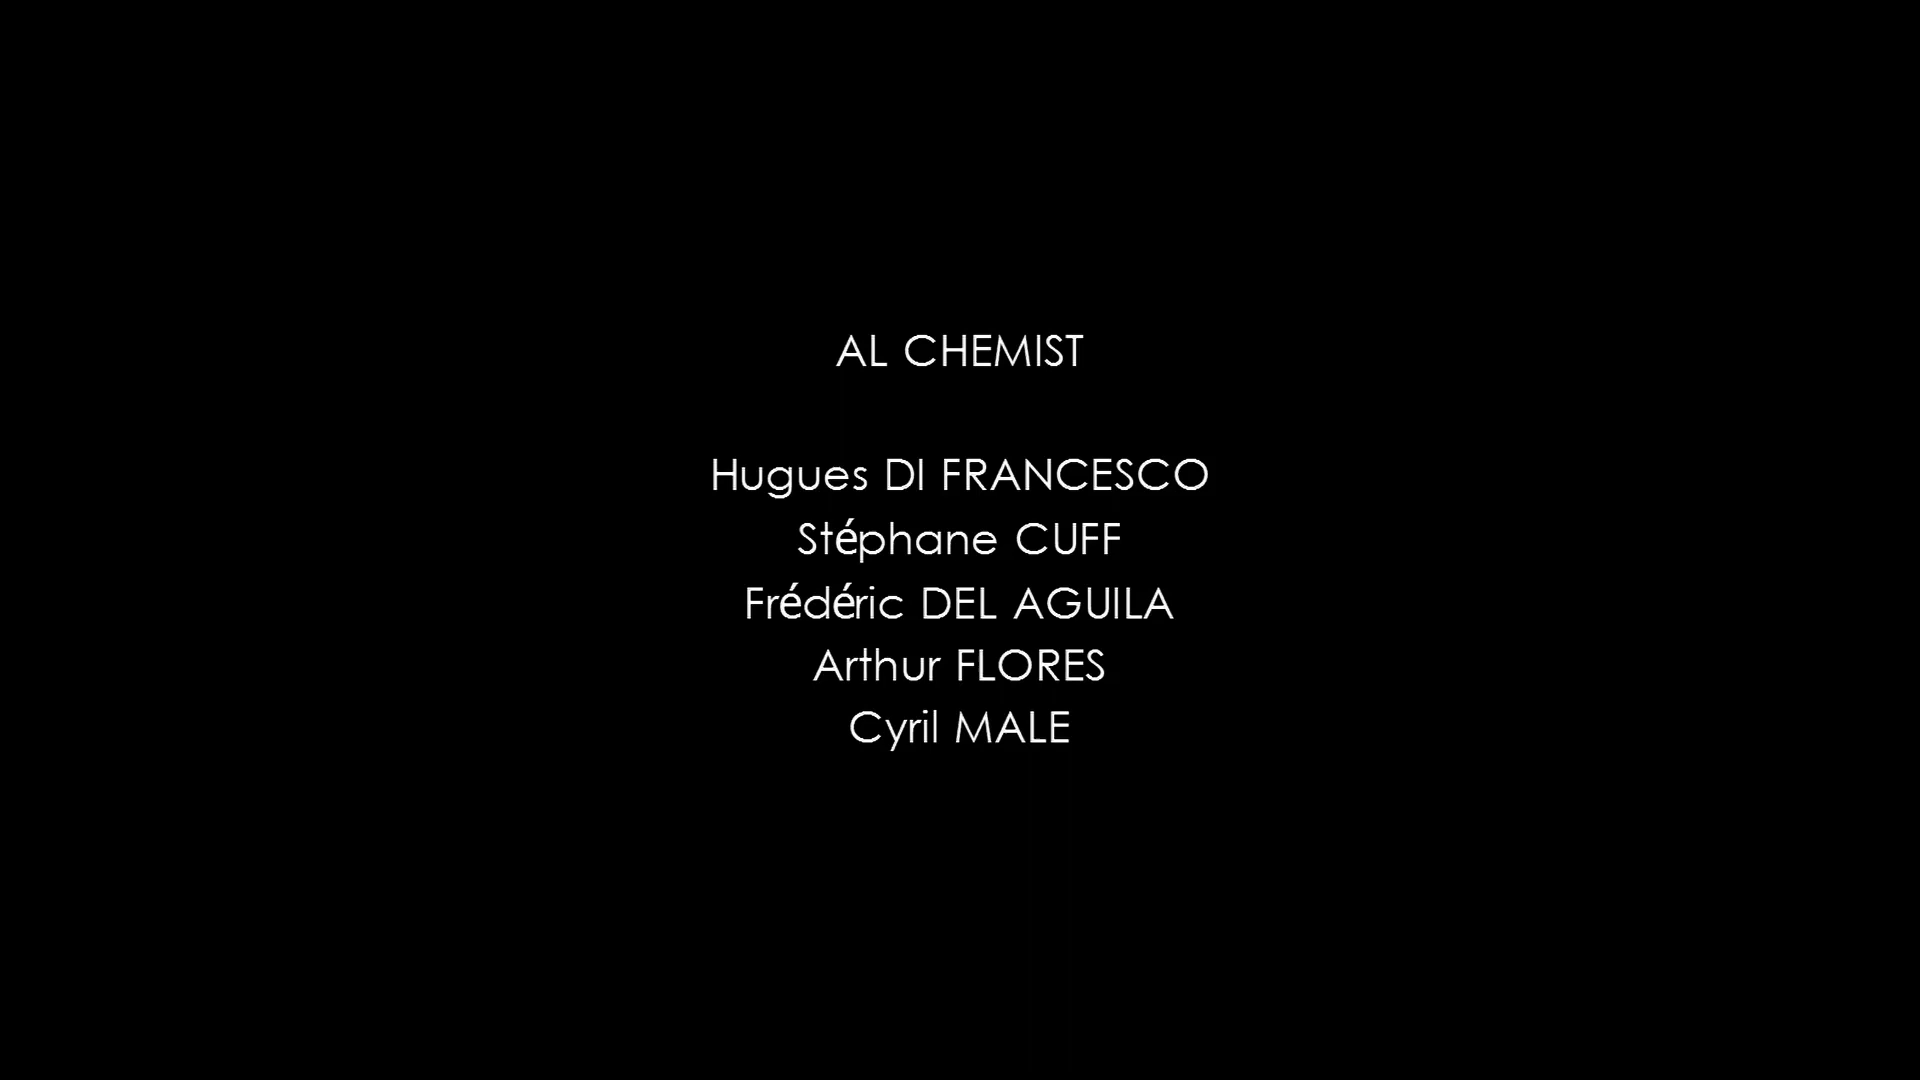 AL CHEMIST
Hugues DI FRANCESCO
Stéphane CUFF
Frédéric DEL AGUILA
Arthur FLORES
Cyril MALE